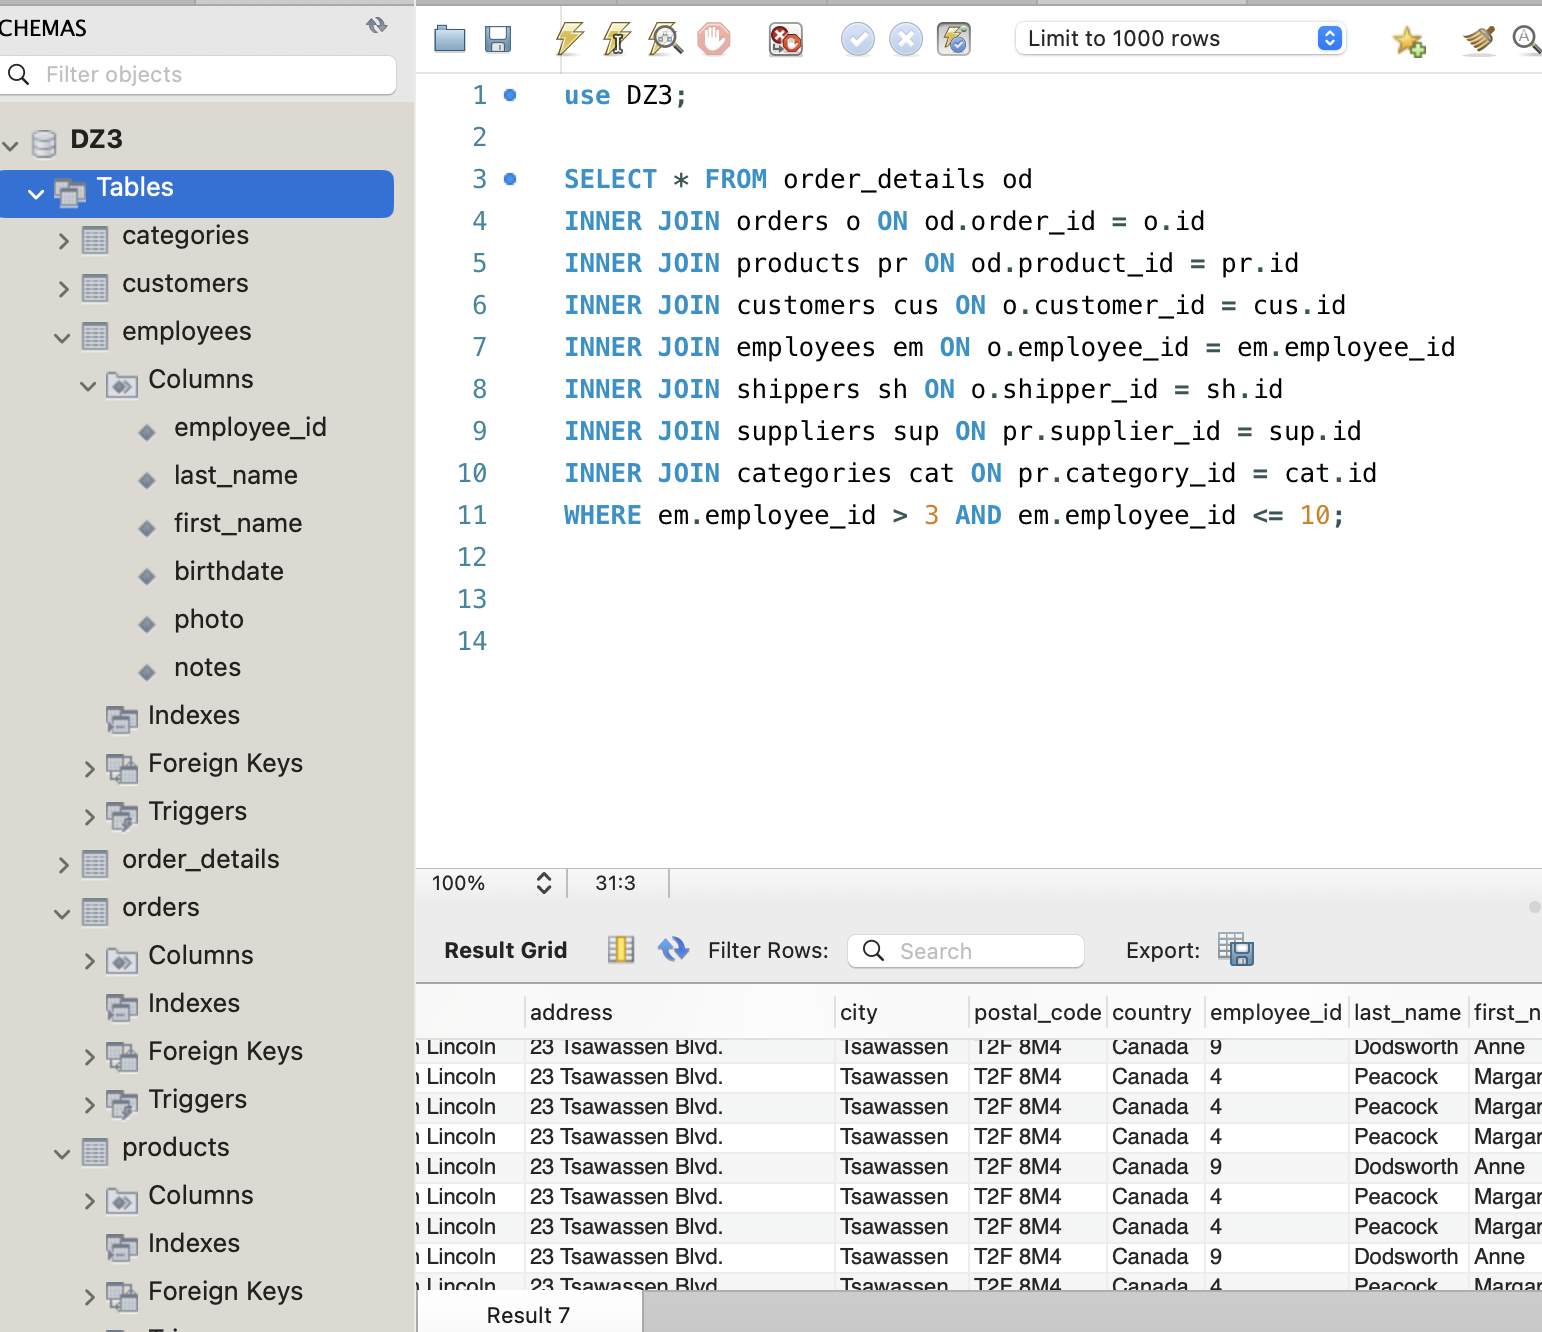 CHEMAS
Filter objects
DZ3
Tables
categories
customers
employees
Columns
employee_id
last_name
first_name
birthdate
photo
notes
Indexes
Foreign Keys
Triggers
order_details
orders
Columns
Indexes
Foreign Keys
Triggers
products
Columns
Indexes
Foreign Keys
Limit to 1000 rows
1 use DZ3;
2
3 SELECT * FROM order_details od
4 INNER JOIN orders o ON od.order_id = o.id
5 INNER JOIN products pr ON od.product_id = pr.id
6 INNER JOIN customers cus ON o.customer_id = cus.id
7 INNER JOIN employees em ON o.employee_id = em.employee_id
8 INNER JOIN shippers sh ON o.shipper_id = sh.id
9 INNER JOIN suppliers sup ON pr.supplier_id = sup.id
10 INNER JOIN categories cat ON pr.category_id = cat.id
11 WHERE em.employee_id > 3 AND em.employee_id <= 10;
12
13
14
100% 31:3
Result Grid Filter Rows: Search Export:
address city postal_code country employee_id last_name first_n
Lincoln 23 Tsawassen Blvd. Tsawassen T2F 8M4 Canada 9 Dodsworth Anne
Lincoln 23 Tsawassen Blvd. Tsawassen T2F 8M4 Canada 4 Peacock Margar
Lincoln 23 Tsawassen Blvd. Tsawassen T2F 8M4 Canada 4 Peacock Margar
Lincoln 23 Tsawassen Blvd. Tsawassen T2F 8M4 Canada 4 Peacock Margar
Lincoln 23 Tsawassen Blvd. Tsawassen T2F 8M4 Canada 9 Dodsworth Anne
Lincoln 23 Tsawassen Blvd. Tsawassen T2F 8M4 Canada 4 Peacock Margar
Lincoln 23 Tsawassen Blvd. Tsawassen T2F 8M4 Canada 4 Peacock Margar
Lincoln 23 Tsawassen Blvd. Tsawassen T2F 8M4 Canada 9 Dodsworth Anne
Lincoln 23 Tsawassen Blvd. Tsawassen T2F 8M4 Canada 4 Peacock Margar
Result 7